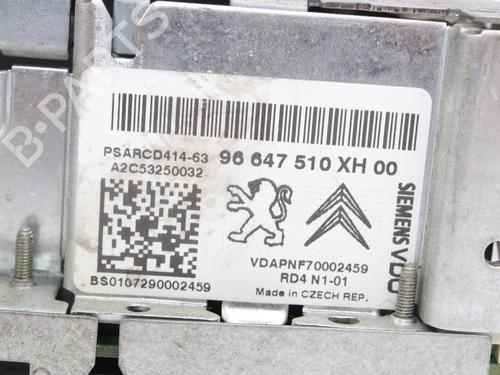 B-PARTS
PSARCD414-63 96 647 510 XH 00
A2C53250032
SIEMENS VDO
VDAPNF70002459
RD4 N1-01
BS0107290002459
Made in CZECH REP.